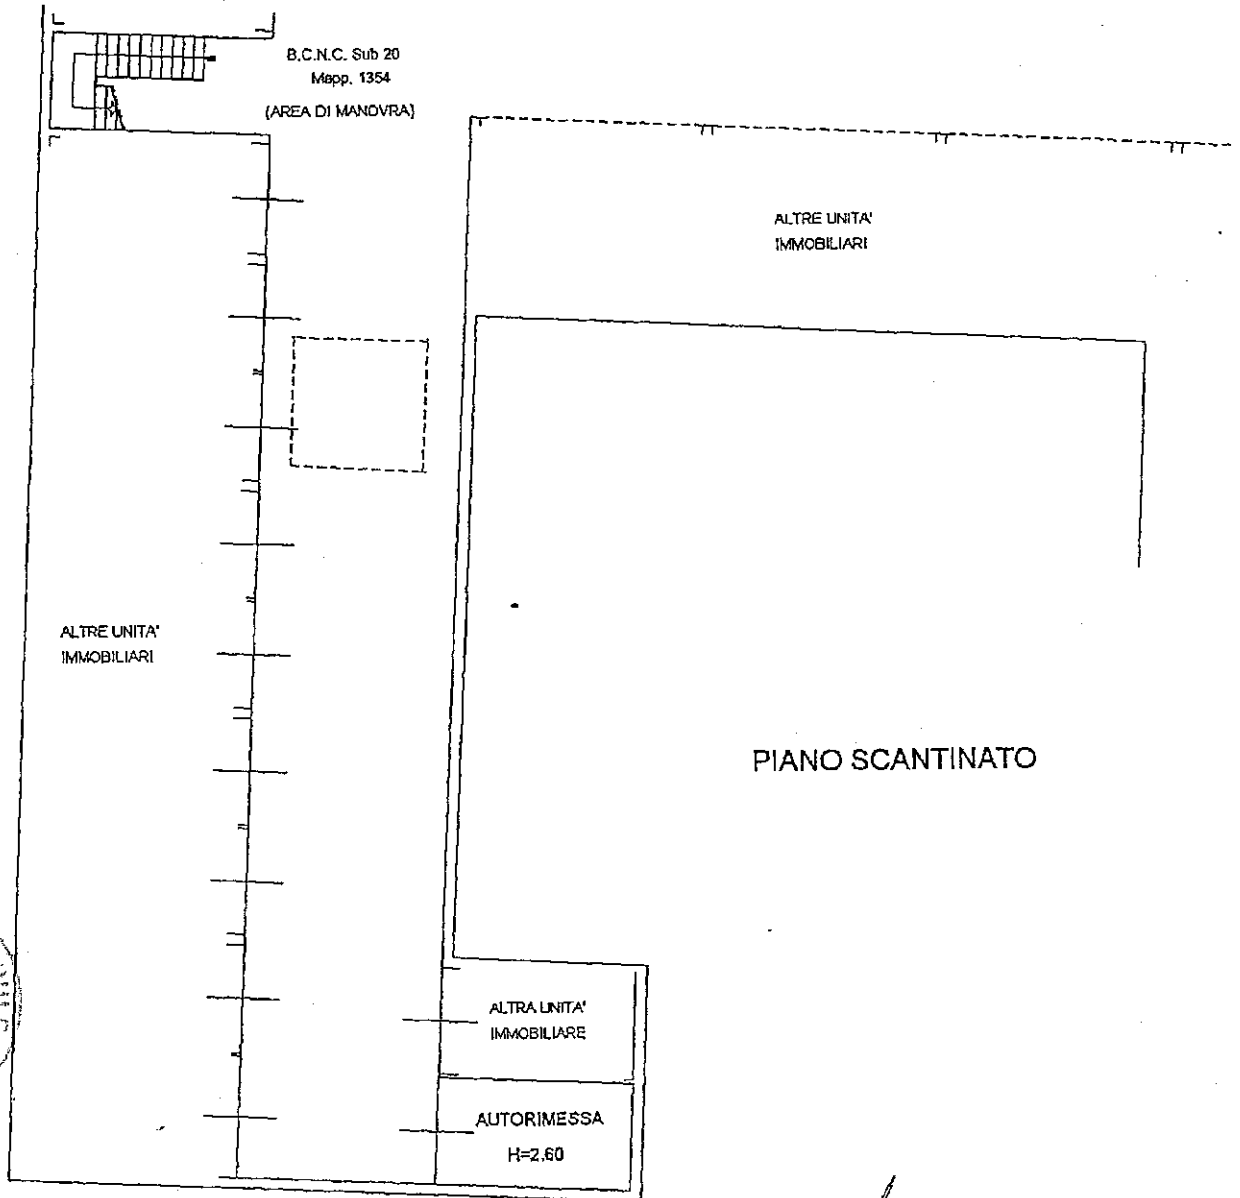 B.C.N.C. Sub 20
Mapp. 1354
(AREA DI MANOVRA)
ALTRE UNITA'
IMMOBILIARI
ALTRE UNITA'
IMMOBILIARI
PIANO SCANTINATO
ALTRA UNITA'
IMMOBILIARE
AUTORIMESSA
H=2,60